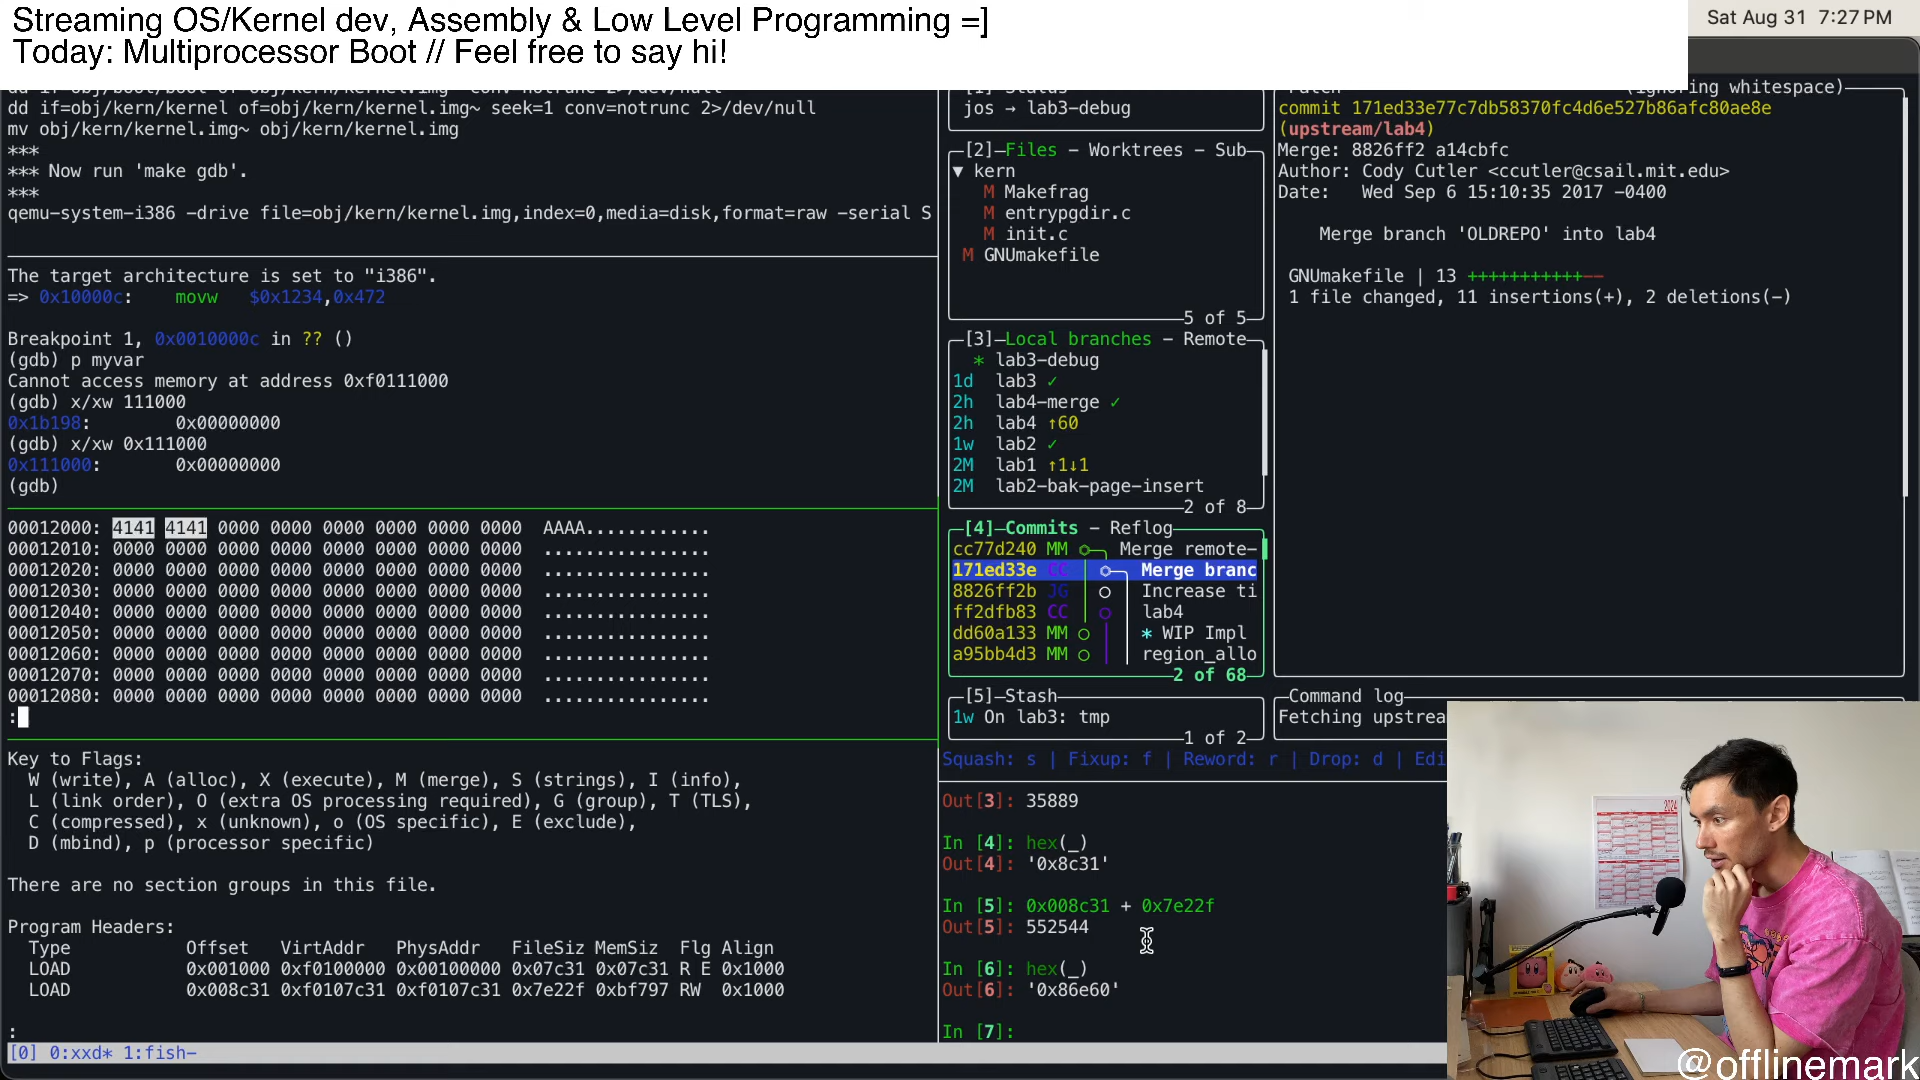 Streaming OS/Kernel dev, Assembly & Low Level Programming =]
Today: Multiprocessor Boot // Feel free to say hi!
Sat Aug 31 7:27 PM
dd if=obj/kern/kernel of=obj/kern/kernel.img~ seek=1 conv=notrunc 2>/dev/null
mv obj/kern/kernel.img~ obj/kern/kernel.img
***
*** Now run 'make gdb'.
***
qemu-system-i386 -drive file=obj/kern/kernel.img,index=0,media=disk,format=raw -serial S
The target architecture is set to "i386".
=> 0x10000c: movw $0x1234,0x472
Breakpoint 1, 0x0010000c in ?? ()
(gdb) p myvar
Cannot access memory at address 0xf0111000
(gdb) x/xw 111000
0x1b198: 0x00000000
(gdb) x/xw 0x111000
0x111000: 0x00000000
(gdb)
00012000: 4141 4141 0000 0000 0000 0000 0000 0000 AAAA............
00012010: 0000 0000 0000 0000 0000 0000 0000 0000 ................
00012020: 0000 0000 0000 0000 0000 0000 0000 0000 ................
00012030: 0000 0000 0000 0000 0000 0000 0000 0000 ................
00012040: 0000 0000 0000 0000 0000 0000 0000 0000 ................
00012050: 0000 0000 0000 0000 0000 0000 0000 0000 ................
00012060: 0000 0000 0000 0000 0000 0000 0000 0000 ................
00012070: 0000 0000 0000 0000 0000 0000 0000 0000 ................
00012080: 0000 0000 0000 0000 0000 0000 0000 0000 ................
:
Key to Flags:
W (write), A (alloc), X (execute), M (merge), S (strings), I (info),
L (link order), O (extra OS processing required), G (group), T (TLS),
C (compressed), x (unknown), o (OS specific), E (exclude),
D (mbind), p (processor specific)
There are no section groups in this file.
Program Headers:
Type Offset VirtAddr PhysAddr FileSiz MemSiz Flg Align
LOAD 0x001000 0xf0100000 0x00100000 0x07c31 0x07c31 R E 0x1000
LOAD 0x008c31 0xf0107c31 0xf0107c31 0x7e22f 0xbf797 RW 0x1000
:
[0] 0:xxd* 1:fish-
[1] Status
jos → lab3-debug
[2]-Files - Worktrees - Sub
▼ kern
M Makefrag
M entrypgdir.c
M init.c
M GNUmakefile
5 of 5
[3]-Local branches - Remote
* lab3-debug
1d lab3 ✓
2h lab4-merge ✓
2h lab4 ↑60
1w lab2 ✓
2M lab1 ↑1↓1
2M lab2-bak-page-insert
2 of 8
[4]-Commits - Reflog
cc77d240 MM Merge remote-
171ed33e CC Merge branc
8826ff2b JG Increase ti
ff2dfb83 CC lab4
dd60a133 MM * WIP Impl
a95bb4d3 MM region_allo
2 of 68
[5]-Stash
1w On lab3: tmp
1 of 2
Squash: s | Fixup: f | Reword: r | Drop: d | Edi
Patch (ignoring whitespace)
commit 171ed33e77c7db58370fc4d6e527b86afc80ae8e
(upstream/lab4)
Merge: 8826ff2 a14cbfc
Author: Cody Cutler <ccutler@csail.mit.edu>
Date: Wed Sep 6 15:10:35 2017 -0400
Merge branch 'OLDREPO' into lab4
GNUmakefile | 13 +++++++++++--
1 file changed, 11 insertions(+), 2 deletions(-)
Command log
Fetching upstrea
Out[3]: 35889
In [4]: hex(_)
Out[4]: '0x8c31'
In [5]: 0x008c31 + 0x7e22f
Out[5]: 552544
In [6]: hex(_)
Out[6]: '0x86e60'
In [7]:
2024
@offlinemark